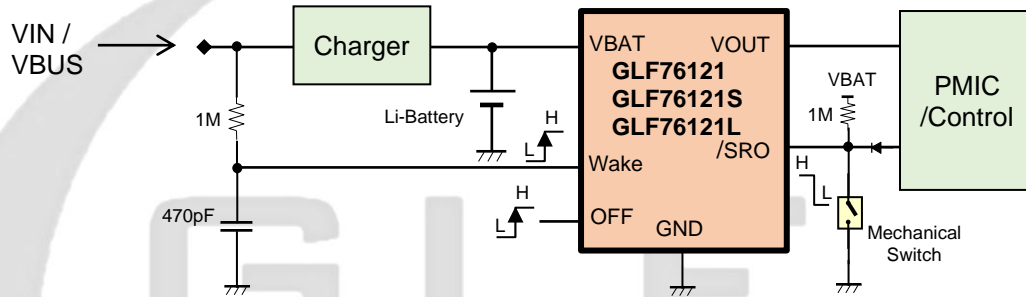 VIN /
VBUS
Charger
1M
470pF
Li-Battery
H
L
H
L
VBAT
VOUT
GLF76121
GLF76121S
GLF76121L
/SRO
Wake
OFF
GND
VBAT
1M
H
L
Mechanical
Switch
PMIC
/Control
GLF